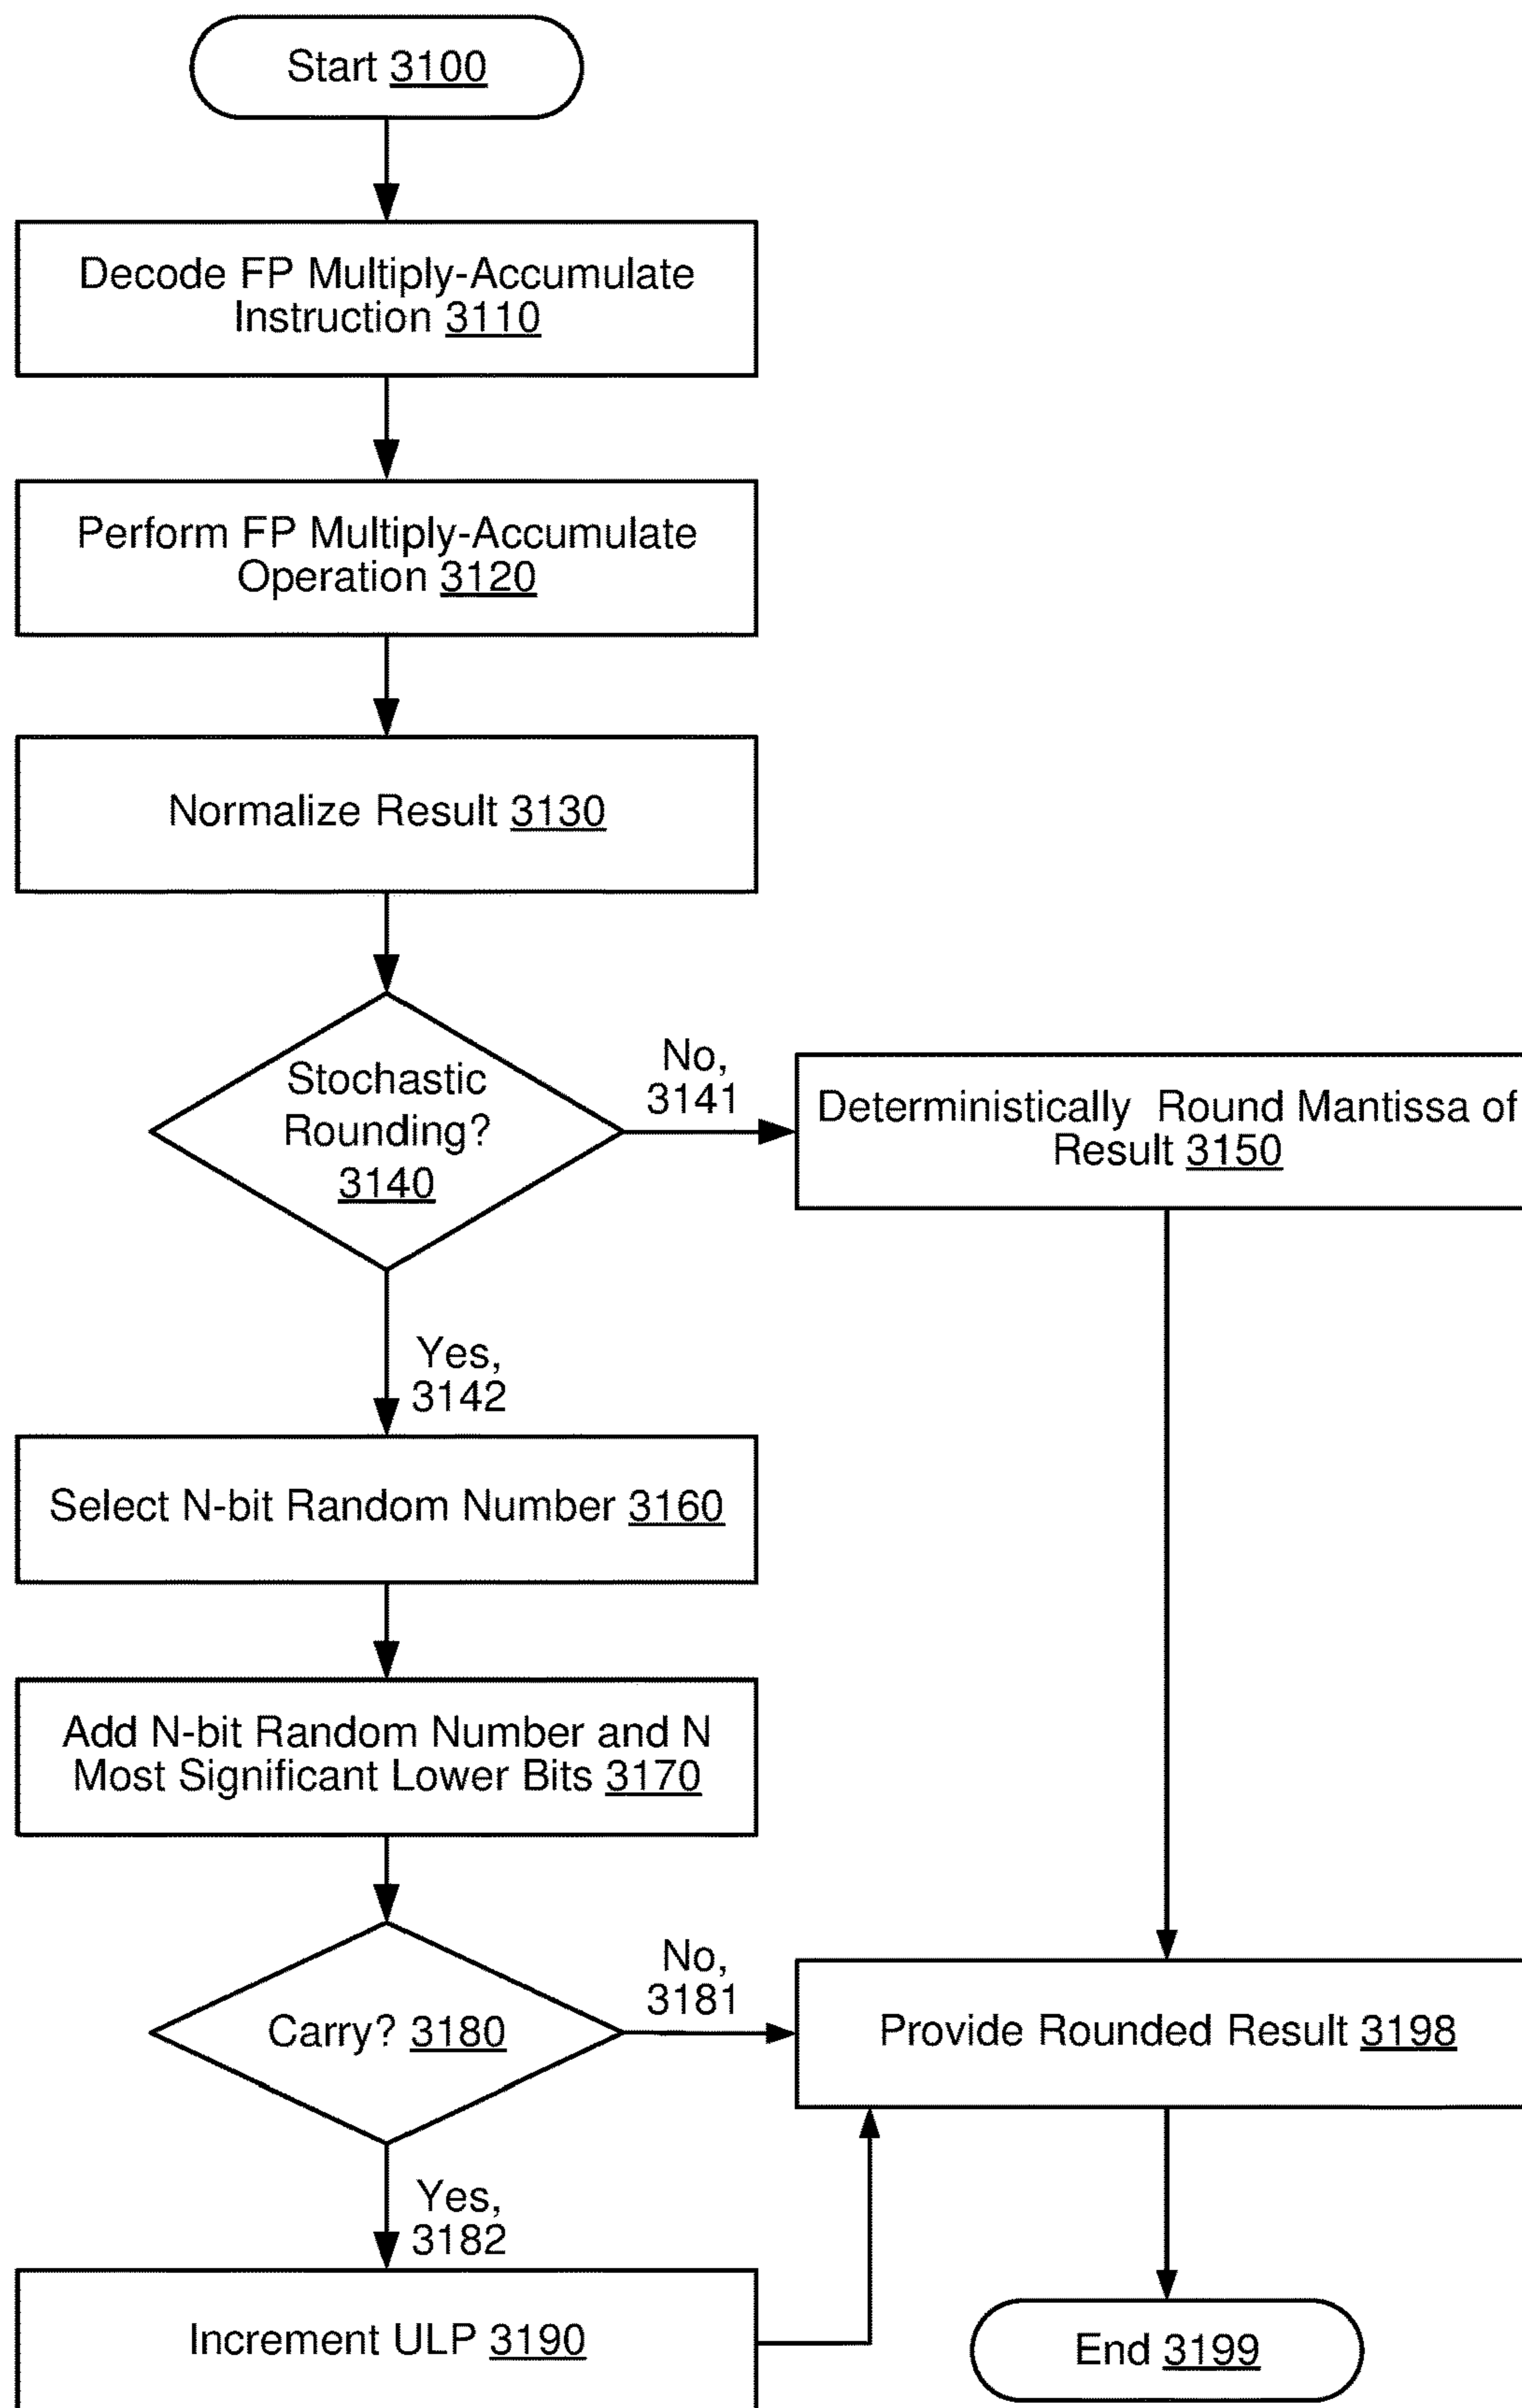 Start 3100
Decode FP Multiply-Accumulate
Instruction 3110
Perform FP Multiply-Accumulate
Operation 3120
Normalize Result 3130
Stochastic
Rounding?
3140
No,
3141
Deterministically Round Mantissa of
Result 3150
Yes,
3142
Select N-bit Random Number 3160
Add N-bit Random Number and N
Most Significant Lower Bits 3170
Carry? 3180
No,
3181
Provide Rounded Result 3198
Yes,
3182
Increment ULP 3190
End 3199